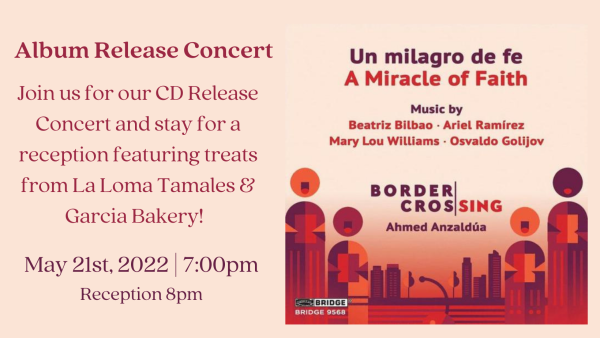 Album Release Concert
Join us for our CD Release
Concert and stay for a
reception featuring treats
from La Loma Tamales &
Garcia Bakery!
May 21st, 2022 | 7:00pm
Reception 8pm
Un milagro de fe
A Miracle of Faith
Music by
Beatriz Bilbao · Ariel Ramírez
Mary Lou Williams · Osvaldo Golijov
BORDER
CROSSING
Ahmed Anzaldúa
BRIDGE
BRIDGE 9568